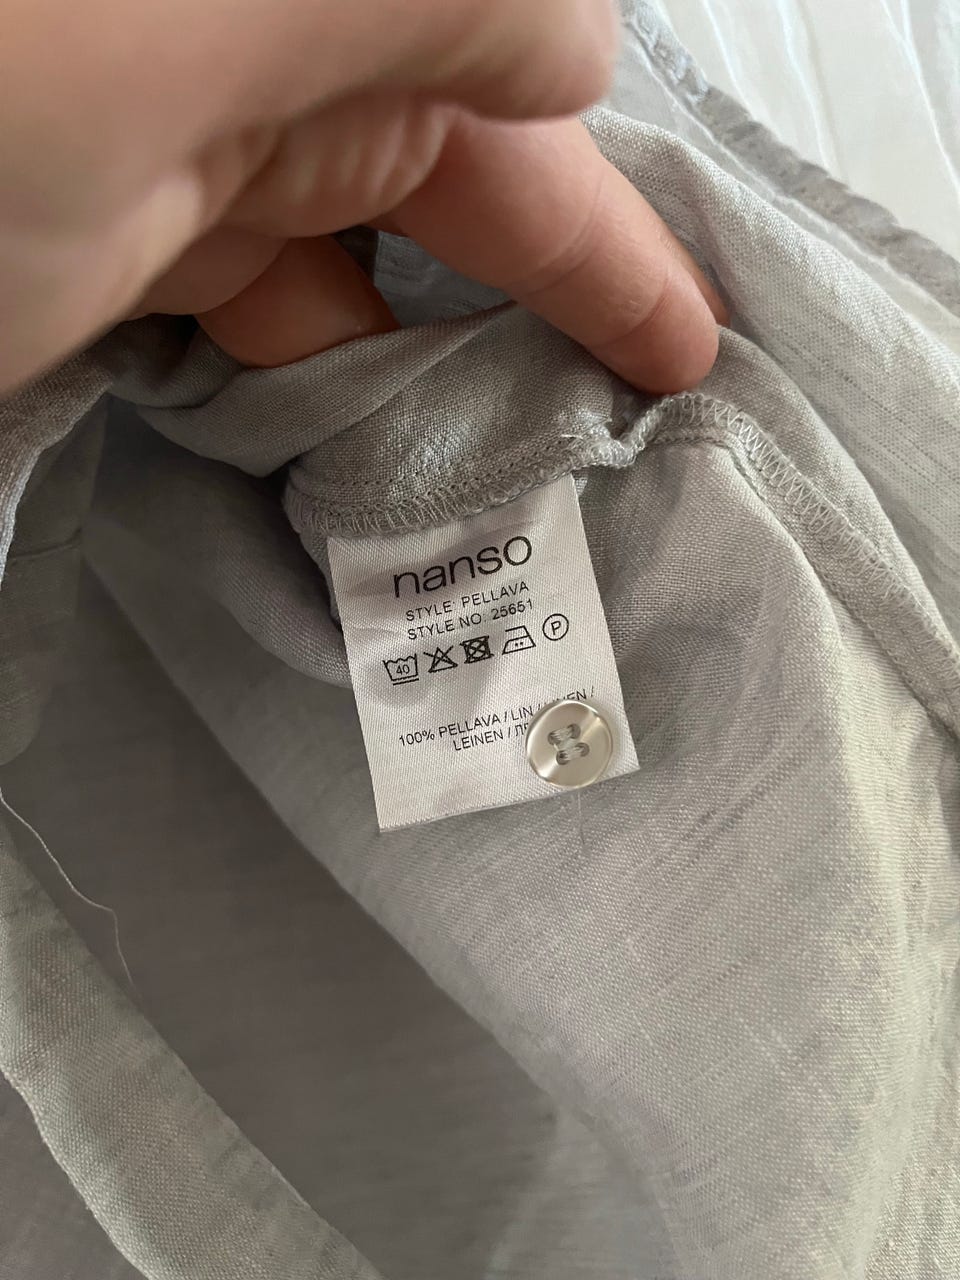 nanso
STYLE: PELLAVA
STYLE NO: 25651
40
P
100% PELLAVA / LIN /
LEINEN /